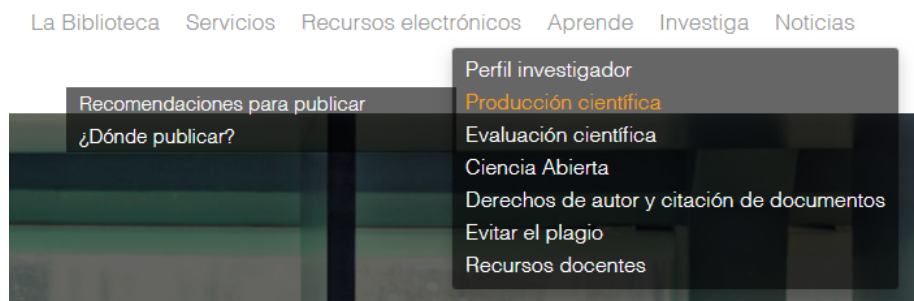 La Biblioteca Servicios Recursos electrónicos Aprende Investiga Noticias
Perfil investigador
Producción científica
Recomendaciones para publicar
¿Dónde publicar?
Evaluación científica
Ciencia Abierta
Derechos de autor y citación de documentos
Evitar el plagio
Recursos docentes